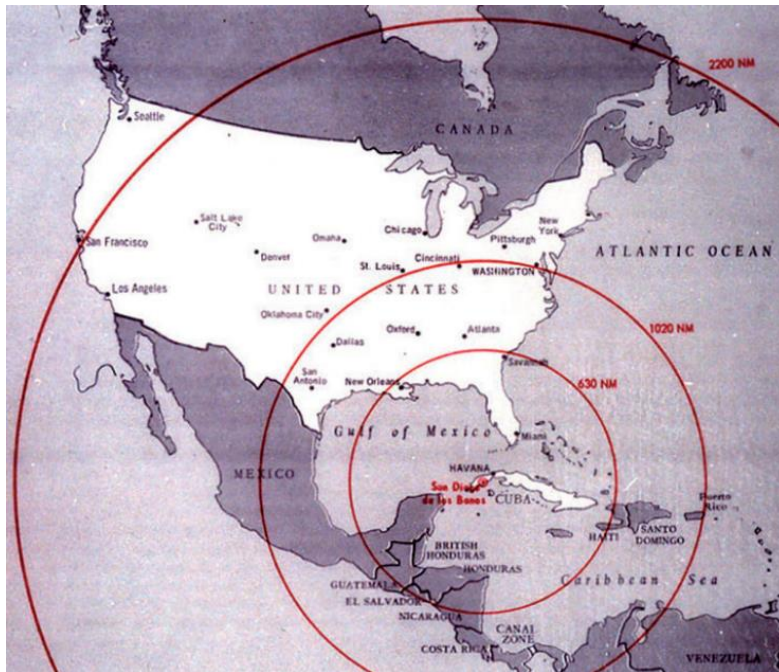 2200 NM
Seattle
CANADA
Salt Lake
City
Chicago
New
York
Pittsburgh
San Francisco
Omaha
Denver
Cincinnati
St. Louis
WASHINGTON
ATLANTIC OCEAN
Los Angeles
UNITED STATES
Oklahoma City
Oxford
Atlanta
1020 NM
Dallas
Savannah
San
Antonio
New Orleans
630 NM
Gulf of Mexico
Miami
MEXICO
HAVANA
San Diego
de los Banos
CUBA
Puerto
Rico
HAITI
SANTO
DOMINGO
BRITISH
HONDURAS
HONDURAS
GUATEMALA
Caribbean Sea
EL SALVADOR
NICARAGUA
COSTA RICA
CANAL
ZONE
VENEZUELA